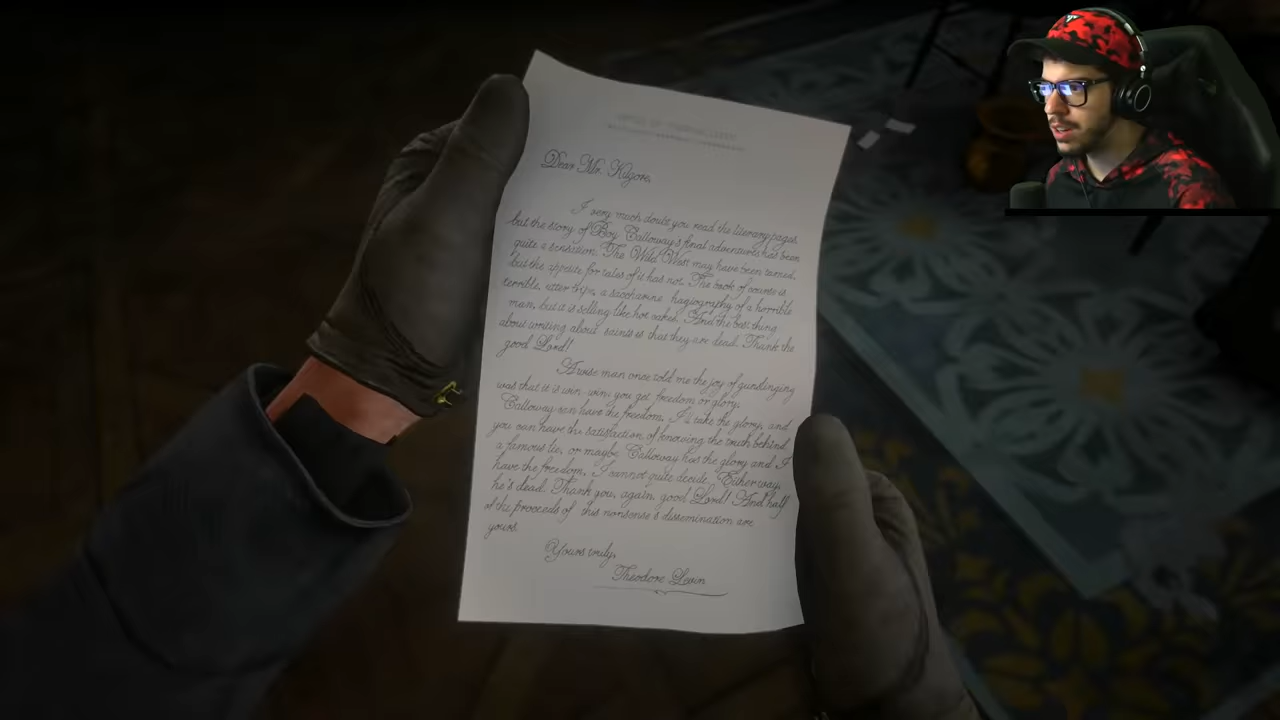 Dear Mr. Kilgore,
I very much doubt you read the literary pages,
but the story of Boy Calloway's final adventures has been
quite a sensation. The Wild West may have been tamed,
but the appetite for tales of it has not. The book of course is
terrible, utter tripe, a saccharine hagiography of a horrible
man, but it is selling like hot cakes. And the best thing
about writing about saints is that they are dead. Thank the
good Lord!
A wise man once told me the joy of gunslinging
was that it is win-win: you get freedom or glory.
Calloway can have the freedom, I'll take the glory, and
you can have the satisfaction of knowing the truth behind
a famous lie, or maybe Calloway has the glory and I
have the freedom. I cannot quite decide. Either way,
he's dead. Thank you, again, good Lord! And half
of the proceeds of this nonsense's dissemination are
yours.
Yours truly,
Theodore Levin